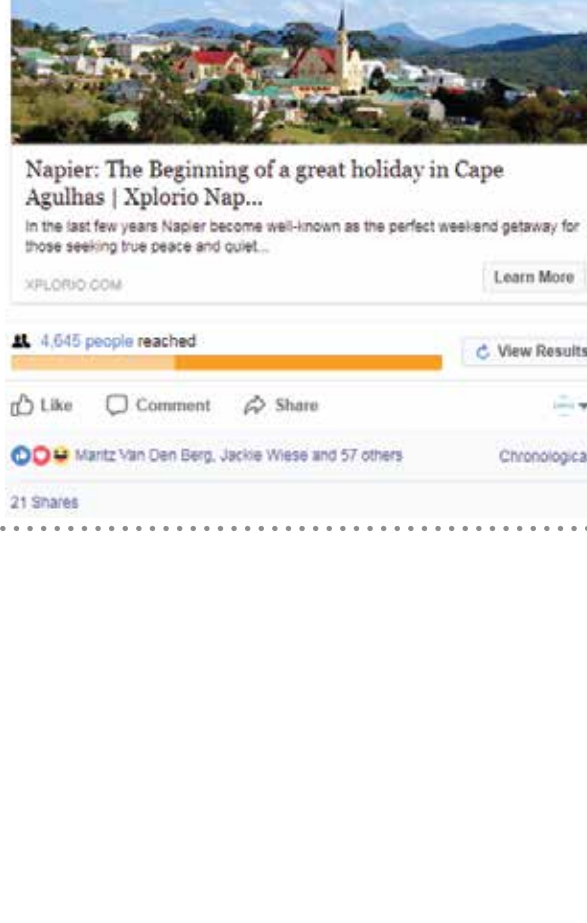 Napier: The Beginning of a great holiday in Cape
Agulhas | Xplorio Nap...
In the last few years Napier become well-known as the perfect weekend getaway for
those seeking true peace and quiet...
XPLORIO.COM
Learn More
4,645 people reached
View Results
Like Comment Share
Maritz Van Den Berg, Jackie Wiese and 57 others
Chronologica
21 Shares